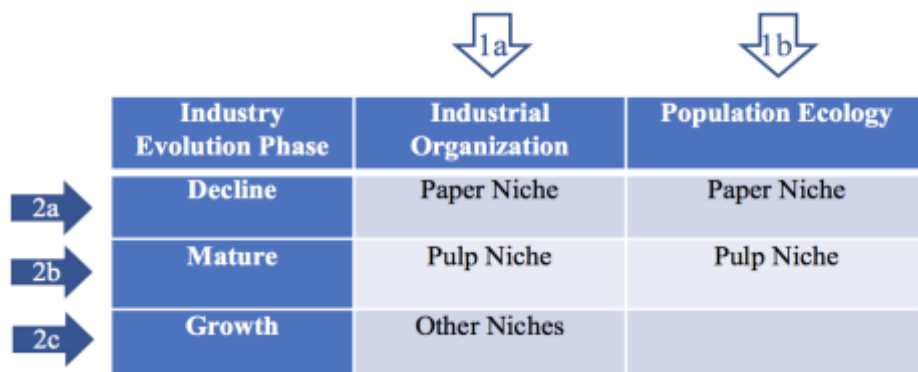 1a 1b
Industry Evolution Phase Industrial Organization Population Ecology
2a Decline Paper Niche Paper Niche
2b Mature Pulp Niche Pulp Niche
2c Growth Other Niches